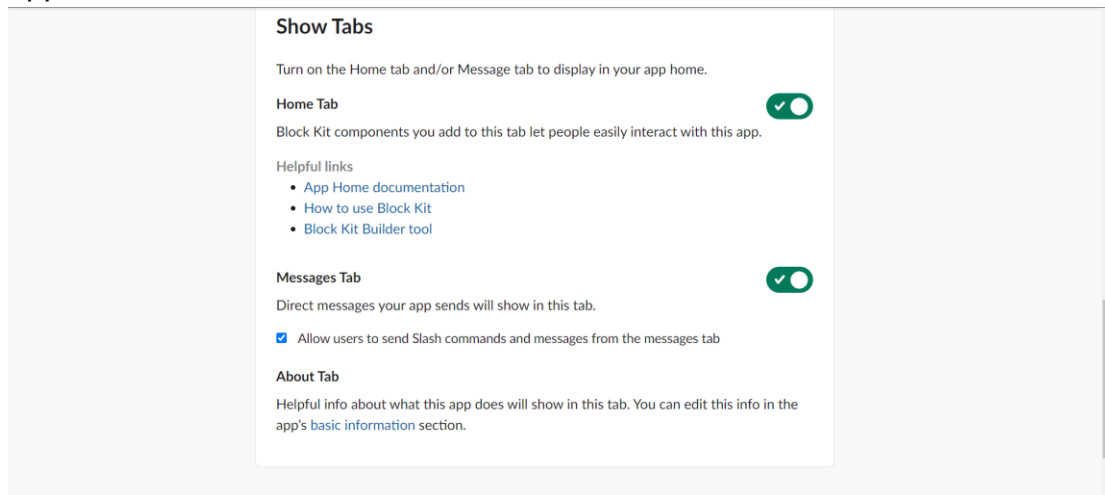 Show Tabs
Turn on the Home tab and/or Message tab to display in your app home.
Home Tab
Block Kit components you add to this tab let people easily interact with this app.
Helpful links
• App Home documentation
• How to use Block Kit
• Block Kit Builder tool
Messages Tab
Direct messages your app sends will show in this tab.
Allow users to send Slash commands and messages from the messages tab
About Tab
Helpful info about what this app does will show in this tab. You can edit this info in the
app's basic information section.